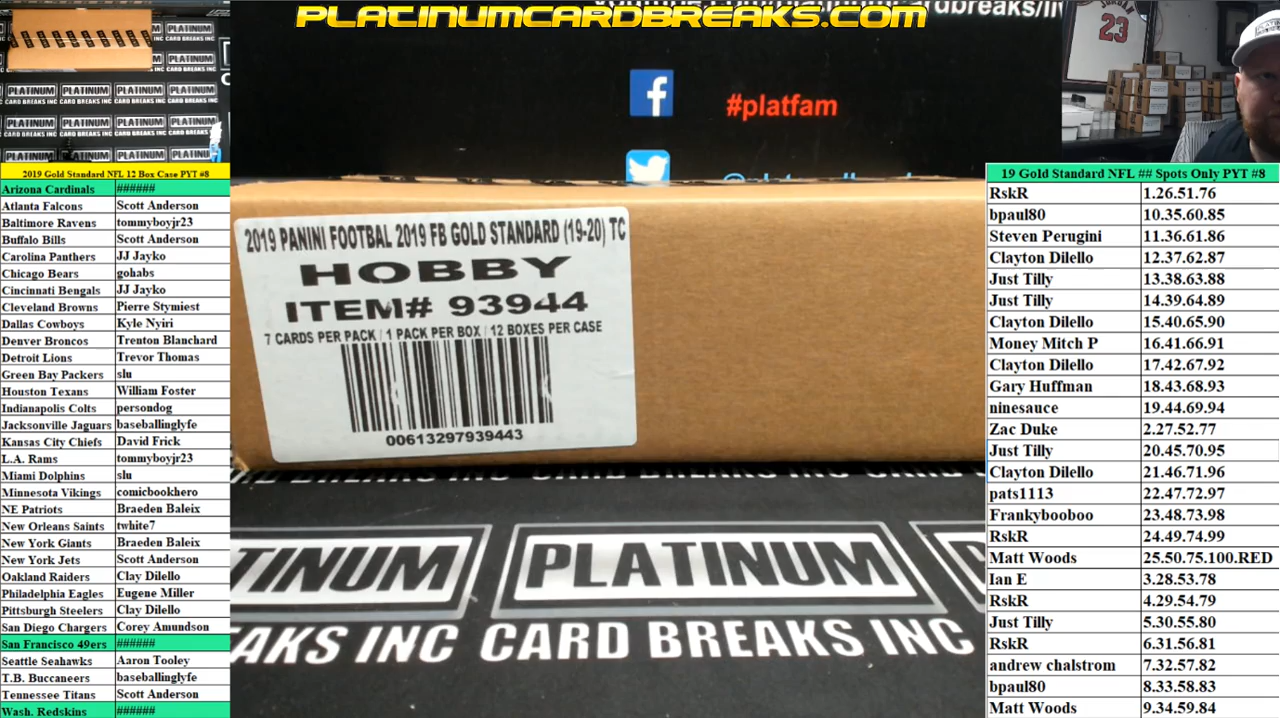 PLATINUMCARDBREAKS.COM
#platfam
JORDAN
23
PLATINUM
CARD BREAKS INC
2019 Gold Standard NFL 12 Box Case PYT #8
Arizona Cardinals ######
Atlanta Falcons Scott Anderson
Baltimore Ravens tommyboyjr23
Buffalo Bills Scott Anderson
Carolina Panthers JJ Jayko
Chicago Bears gohabs
Cincinnati Bengals JJ Jayko
Cleveland Browns Pierre Stymiest
Dallas Cowboys Kyle Nyiri
Denver Broncos Trenton Blanchard
Detroit Lions Trevor Thomas
Green Bay Packers slu
Houston Texans William Foster
Indianapolis Colts persondog
Jacksonville Jaguars baseballinglyfe
Kansas City Chiefs David Frick
L.A. Rams tommyboyjr23
Miami Dolphins slu
Minnesota Vikings comicbookhero
NE Patriots Braeden Baleix
New Orleans Saints twhite7
New York Giants Braeden Baleix
New York Jets Scott Anderson
Oakland Raiders Clay Dilello
Philadelphia Eagles Eugene Miller
Pittsburgh Steelers Clay Dilello
San Diego Chargers Corey Amundson
San Francisco 49ers ######
Seattle Seahawks Aaron Tooley
T.B. Buccaneers baseballinglyfe
Tennessee Titans Scott Anderson
Wash. Redskins ######
2019 PANINI FOOTBAL 2019 FB GOLD STANDARD (19-20) TC
HOBBY
ITEM# 93944
7 CARDS PER PACK / 1 PACK PER BOX / 12 BOXES PER CASE
00613297939443
TINUM PLATINUM P
AKS INC CARD BREAKS INC
19 Gold Standard NFL ## Spots Only PYT #8
RskR 1.26.51.76
bpaul80 10.35.60.85
Steven Perugini 11.36.61.86
Clayton Dilello 12.37.62.87
Just Tilly 13.38.63.88
Just Tilly 14.39.64.89
Clayton Dilello 15.40.65.90
Money Mitch P 16.41.66.91
Clayton Dilello 17.42.67.92
Gary Huffman 18.43.68.93
ninesauce 19.44.69.94
Zac Duke 2.27.52.77
Just Tilly 20.45.70.95
Clayton Dilello 21.46.71.96
pats1113 22.47.72.97
Frankybooboo 23.48.73.98
RskR 24.49.74.99
Matt Woods 25.50.75.100.RED
Ian E 3.28.53.78
RskR 4.29.54.79
Just Tilly 5.30.55.80
RskR 6.31.56.81
andrew chalstrom 7.32.57.82
bpaul80 8.33.58.83
Matt Woods 9.34.59.84